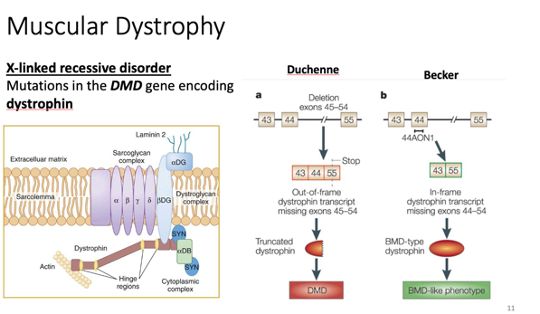 Muscular Dystrophy
X-linked recessive disorder
Mutations in the DMD gene encoding
dystrophin
Laminin 2
Extracelluar matrix
Sarcoglycan
complex
αDG
Sarcolemma
α β γ δ βDG
Dystroglycan
complex
Dystrophin
SYN
αDB
SYN
Actin
Hinge
regions
Cytoplasmic
complex
Duchenne
a
Deletion
exons 45–54
43 44 55
Stop
43 44 55
Out-of-frame
dystrophin transcript
missing exons 45–54
Truncated
dystrophin
DMD
Becker
b
43 44 55
44AON1
43 55
In-frame
dystrophin transcript
missing exons 44–54
BMD-type
dystrophin
BMD-like phenotype
11